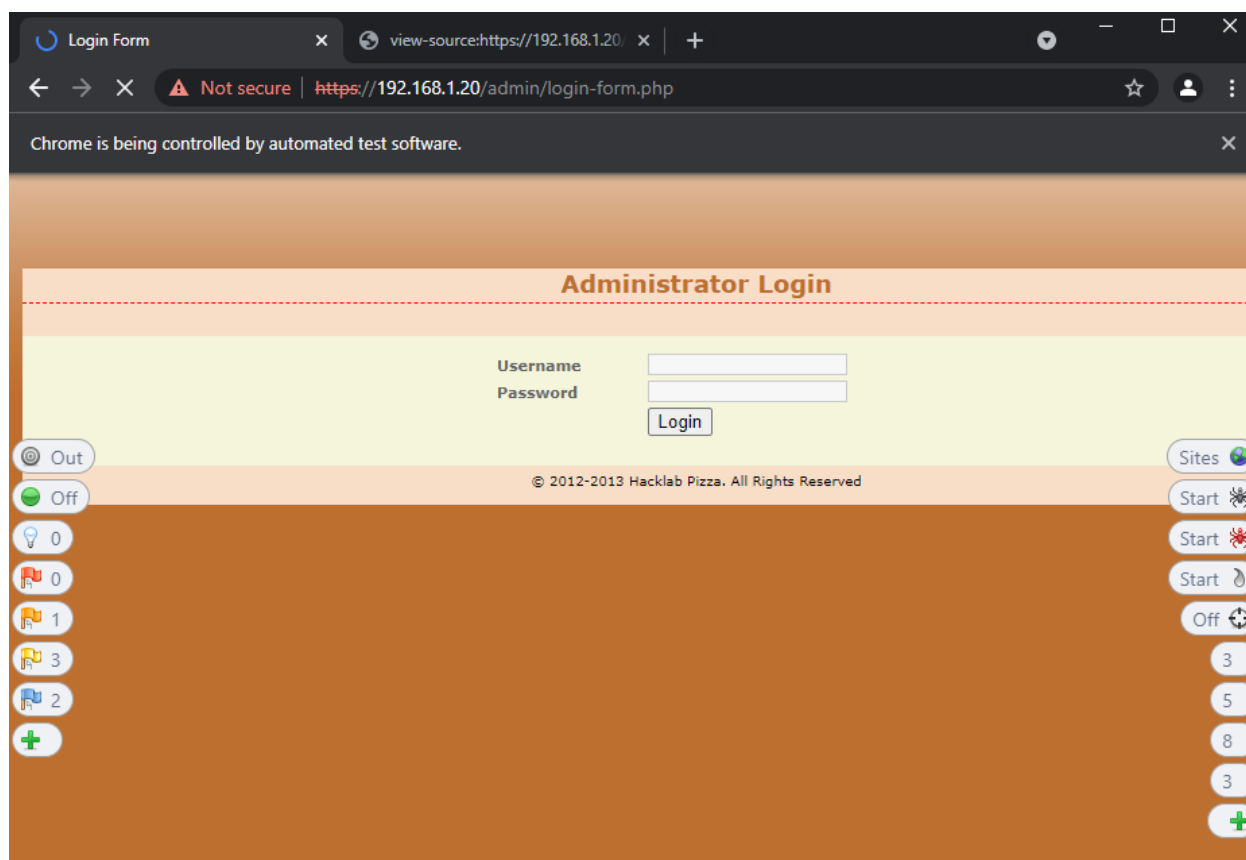 Login Form
view-source:https://192.168.1.20/
Not secure
https://192.168.1.20/admin/login-form.php
Chrome is being controlled by automated test software.
Administrator Login
Username
Password
Login
© 2012-2013 Hacklab Pizza. All Rights Reserved
Out
Off
0
0
1
3
2
Sites
Start
Start
Start
Off
3
5
8
3